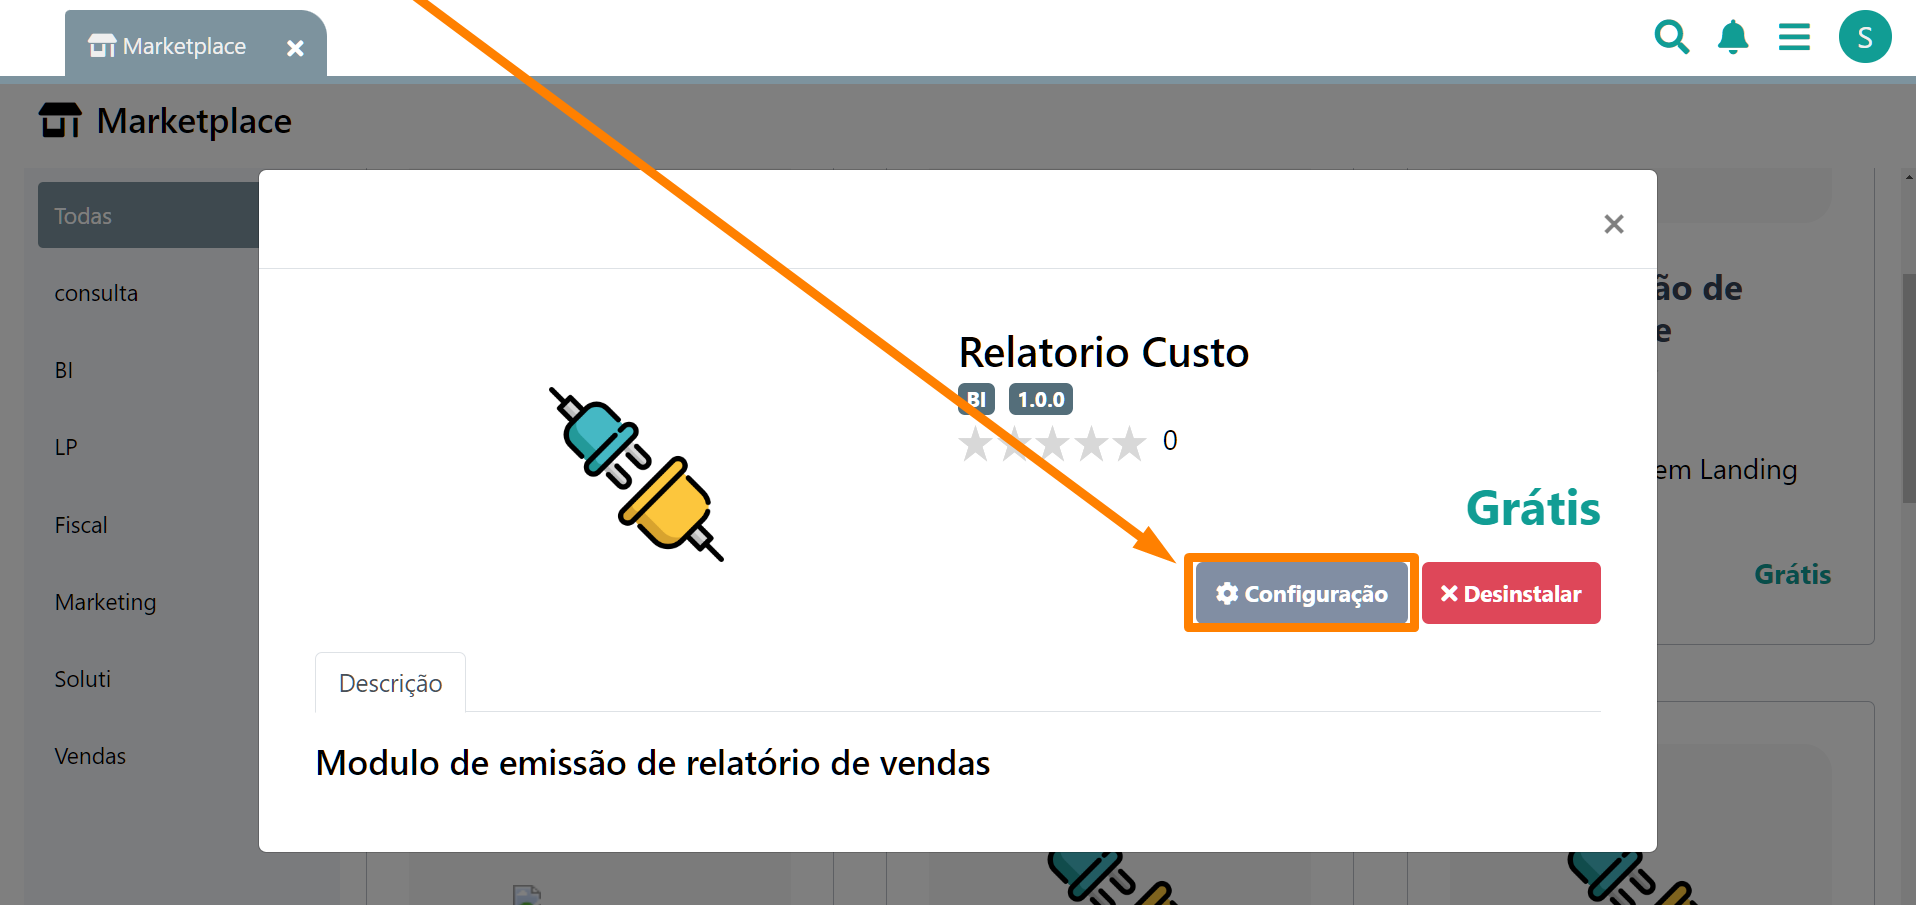 Marketplace
S
Marketplace
Todas
consulta
BI
LP
Fiscal
Marketing
Soluti
Vendas
Relatorio Custo
BI 1.0.0
0
Grátis
Configuração
Desinstalar
Descrição
Modulo de emissão de relatório de vendas
ão de
e
em Landing
Grátis